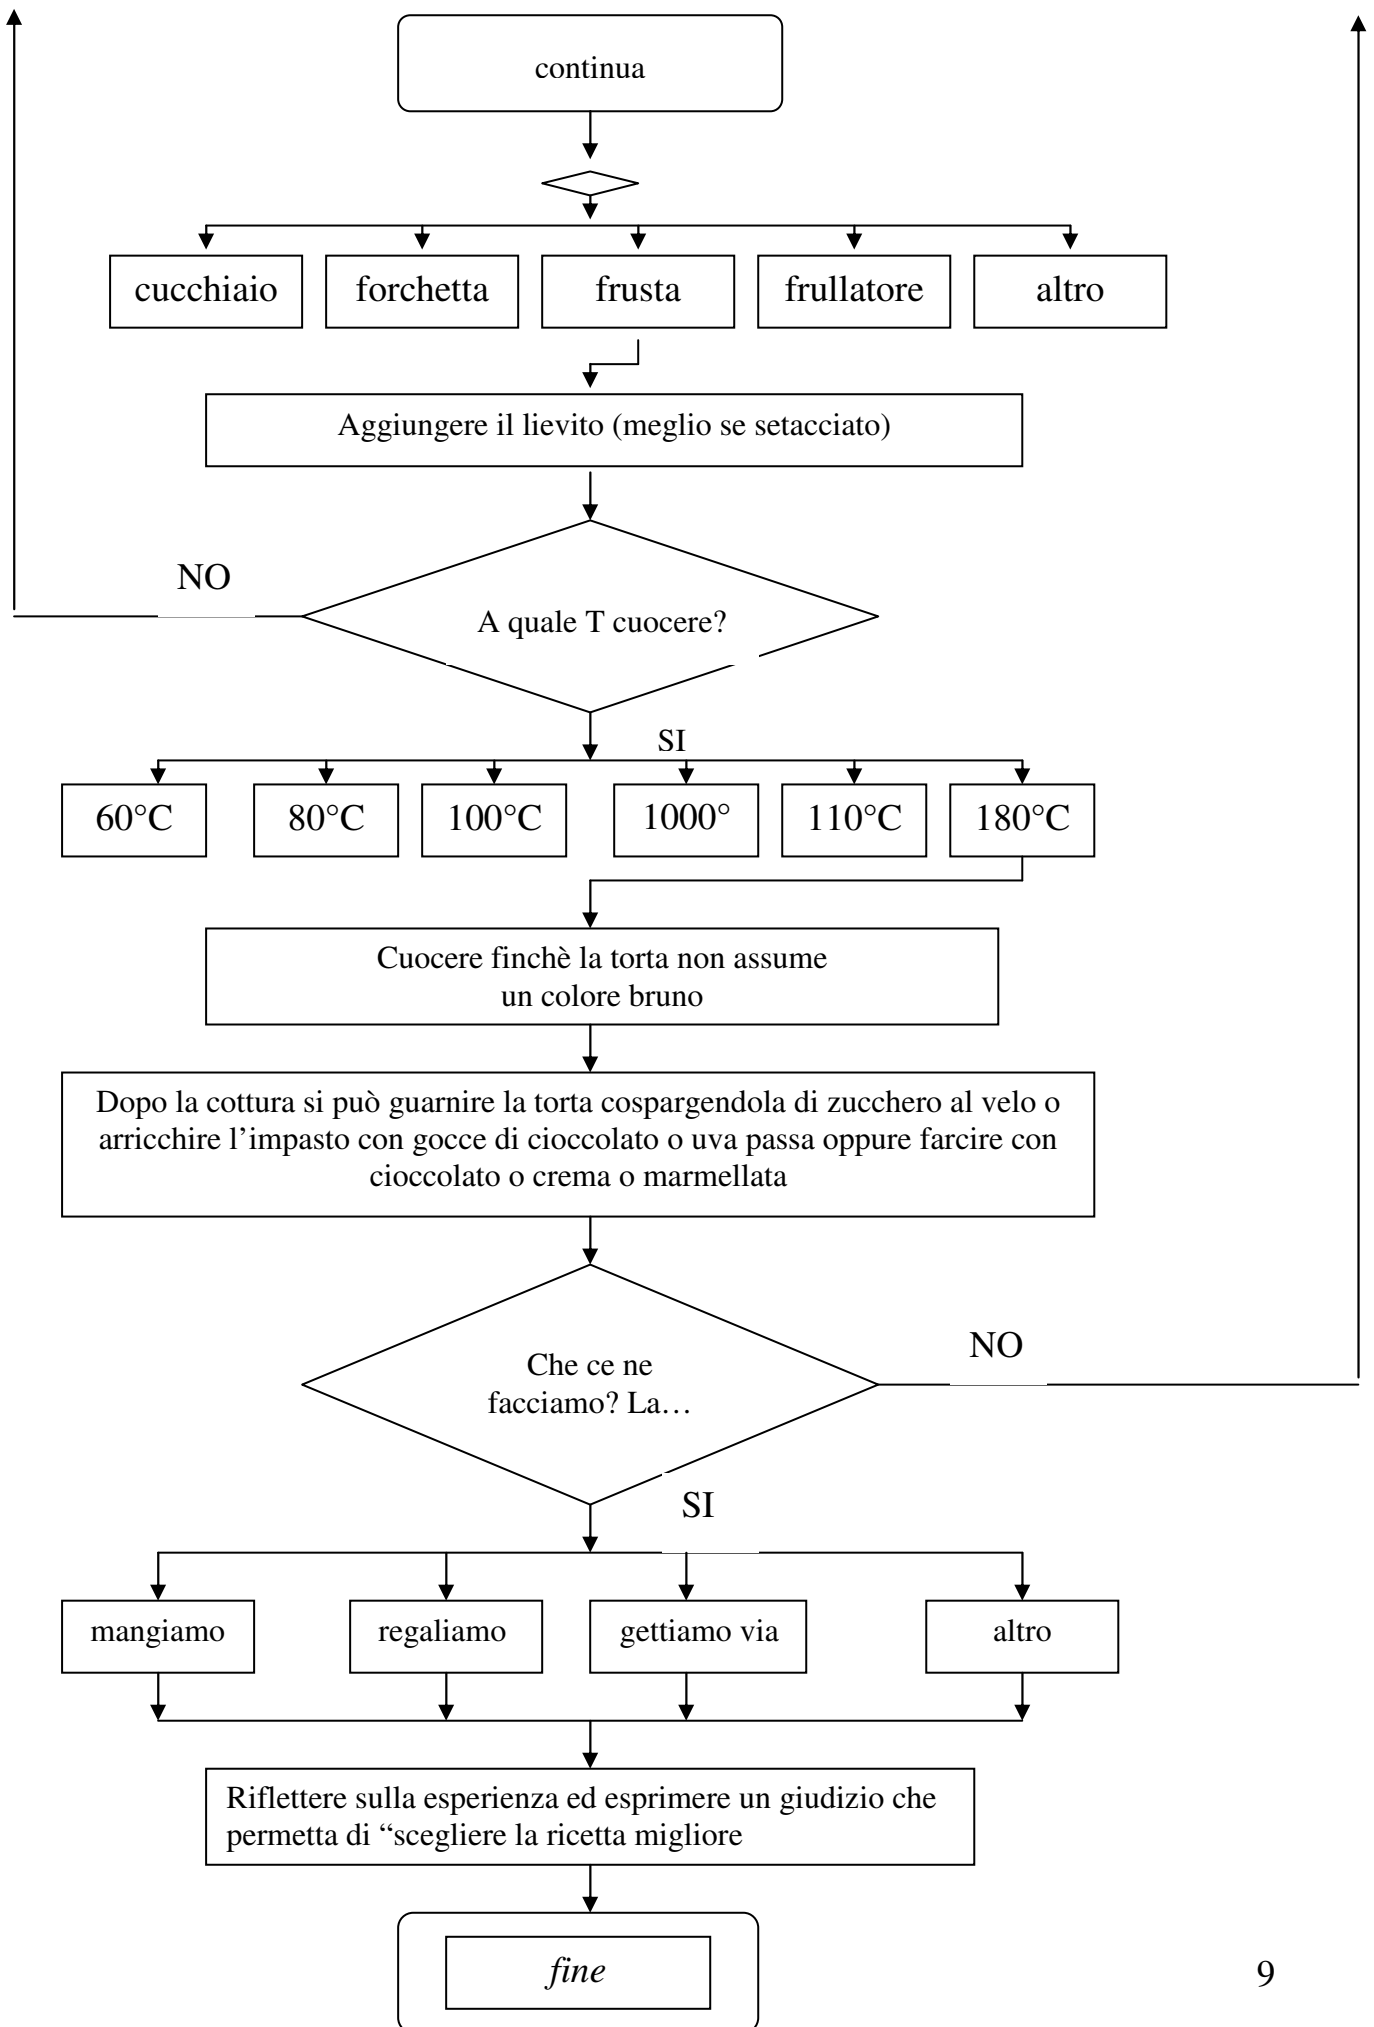 continua
cucchiaio
forchetta
frusta
frullatore
altro
Aggiungere il lievito (meglio se setacciato)
NO
A quale T cuocere?
SI
60°C
80°C
100°C
1000°
110°C
180°C
Cuocere finchè la torta non assume
un colore bruno
Dopo la cottura si può guarnire la torta cospargendola di zucchero al velo o
arricchire l’impasto con gocce di cioccolato o uva passa oppure farcire con
cioccolato o crema o marmellata
Che ce ne
facciamo? La…
NO
SI
mangiamo
regaliamo
gettiamo via
altro
Riflettere sulla esperienza ed esprimere un giudizio che
permetta di “scegliere la ricetta migliore
fine
9